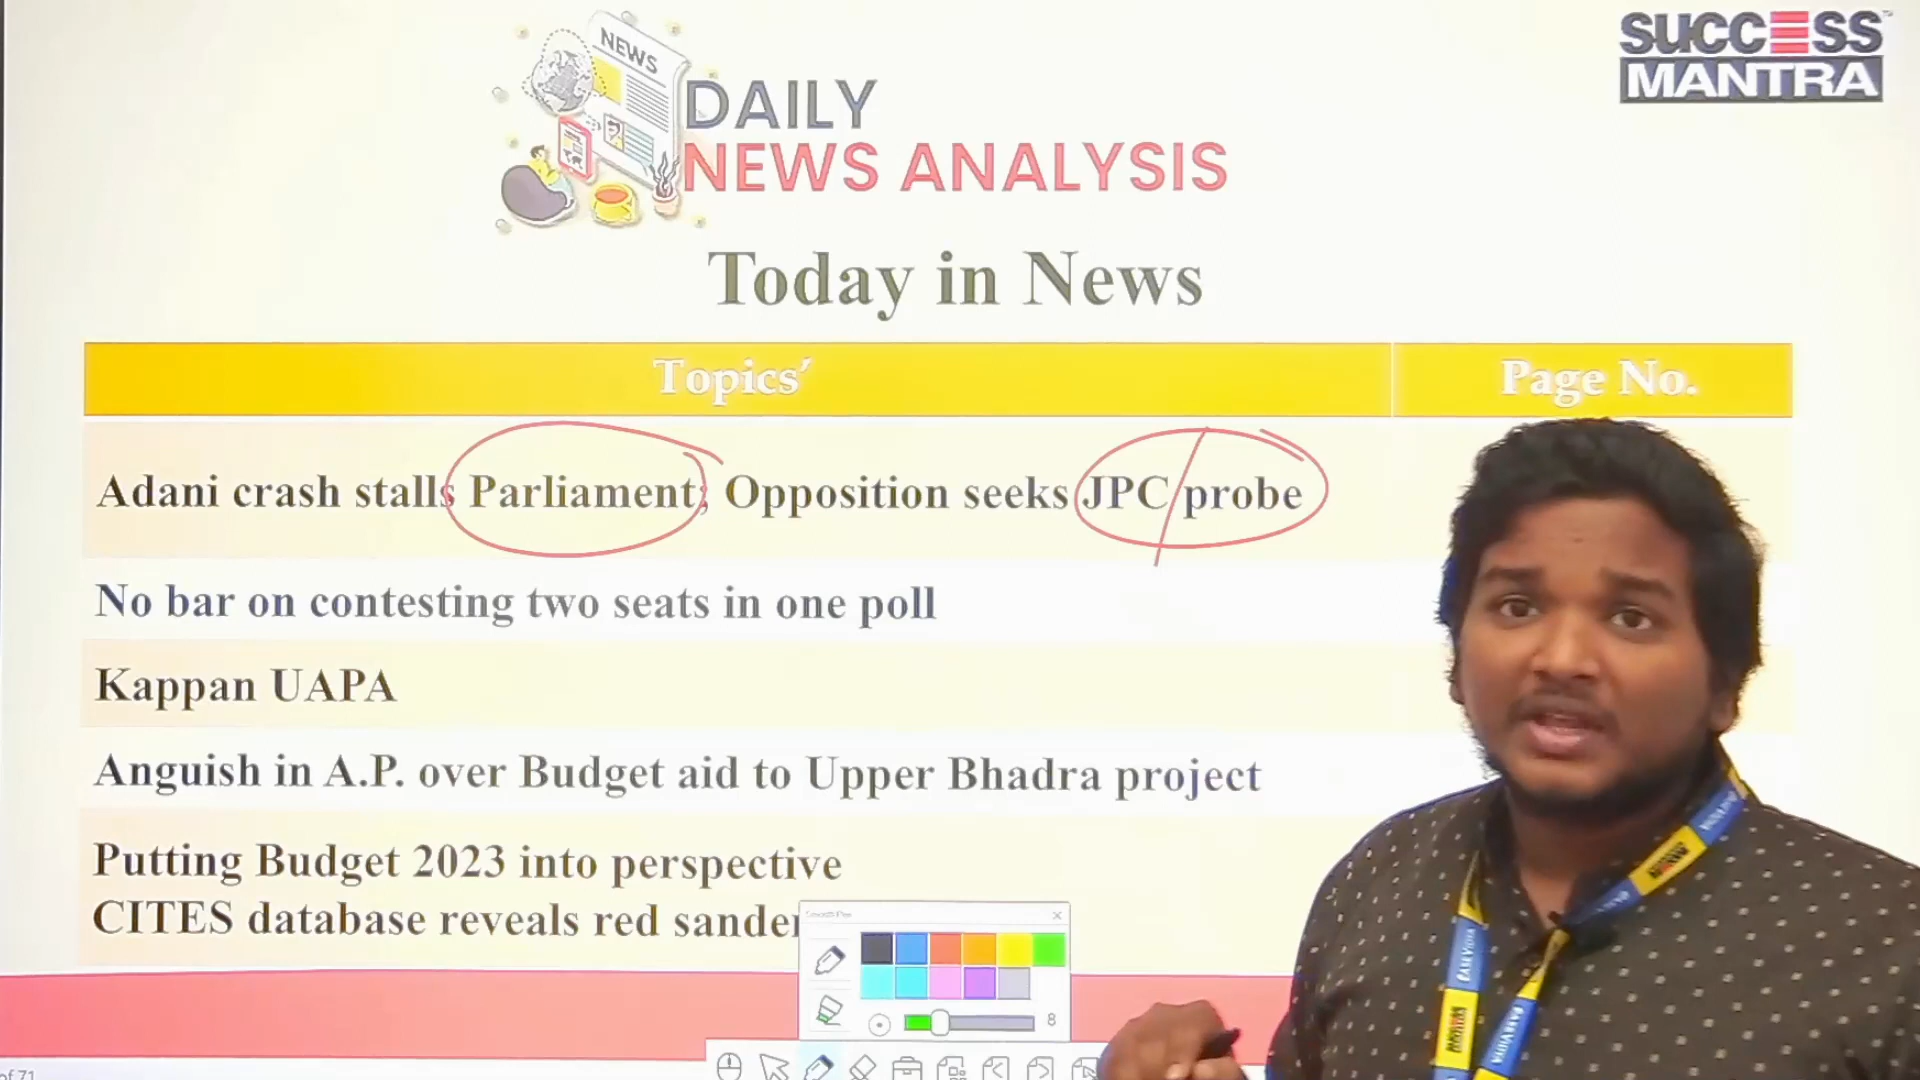 SUCCESS
MANTRA
NEWS
DAILY
NEWS ANALYSIS
Today in News
Topics’ Page No.
Adani crash stalls Parliament; Opposition seeks JPC probe
No bar on contesting two seats in one poll
Kappan UAPA
Anguish in A.P. over Budget aid to Upper Bhadra project
Putting Budget 2023 into perspective
CITES database reveals red sander
8
of 71